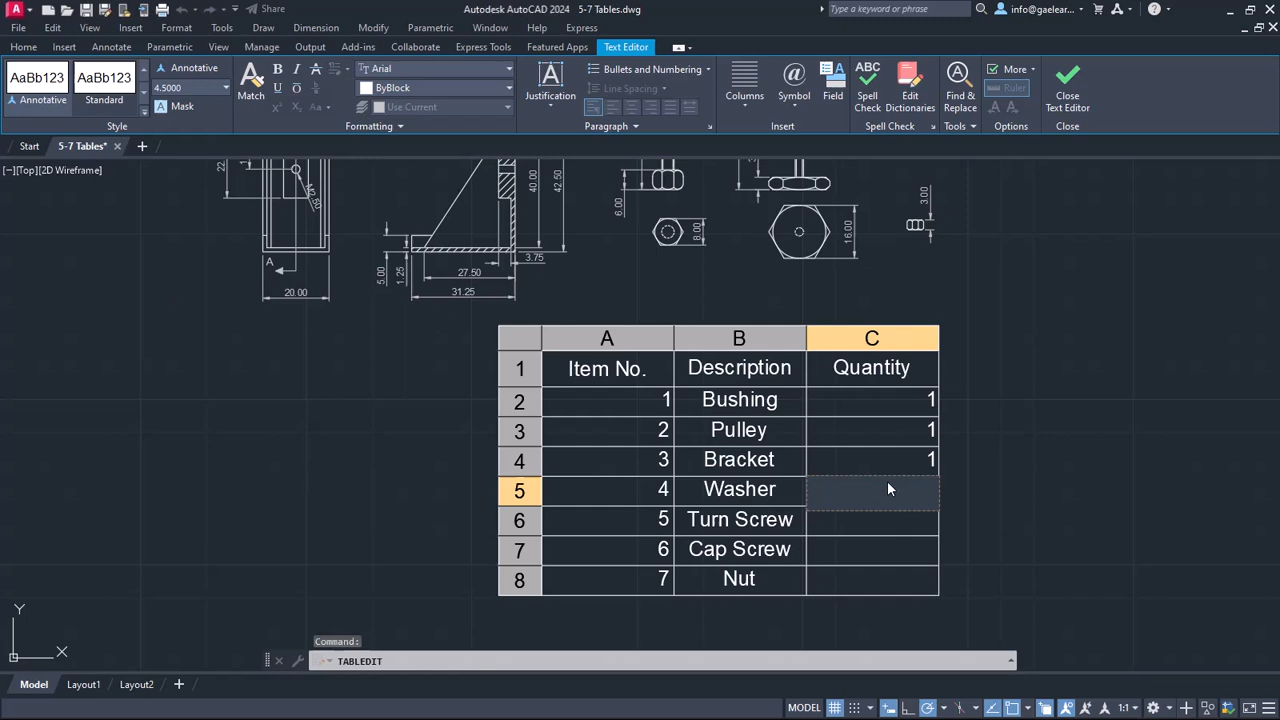 Share
Autodesk AutoCAD 2024 5-7 Tables.dwg
Type a keyword or phrase
info@gaelear...
File Edit View Insert Format Tools Draw Dimension Modify Parametric Window Help Express
Home Insert Annotate Parametric View Manage Output Add-ins Collaborate Express Tools Featured Apps Text Editor
AaBb123
Annotative
AaBb123
Standard
Annotative
4.5000
Mask
Style
Match
Arial
ByBlock
Use Current
Formatting
Justification
Bullets and Numbering
Line Spacing
Paragraph
Columns
Symbol
Field
Insert
Spell
Check
Edit
Dictionaries
Spell Check
Find &
Replace
Tools
More
Ruler
Options
Close
Text Editor
Close
Start 5-7 Tables*
[−][Top][2D Wireframe]
M2.50
A
20.00
5.00
1.25
27.50
31.25
3.75
40.00
42.50
6.00
8.00
16.00
3.00
A B C
1 Item No. Description Quantity
2 1 Bushing 1
3 2 Pulley 1
4 3 Bracket 1
5 4 Washer
6 5 Turn Screw
7 6 Cap Screw
8 7 Nut
Y
X
Command:
TABLEDIT
Model Layout1 Layout2
MODEL 1:1